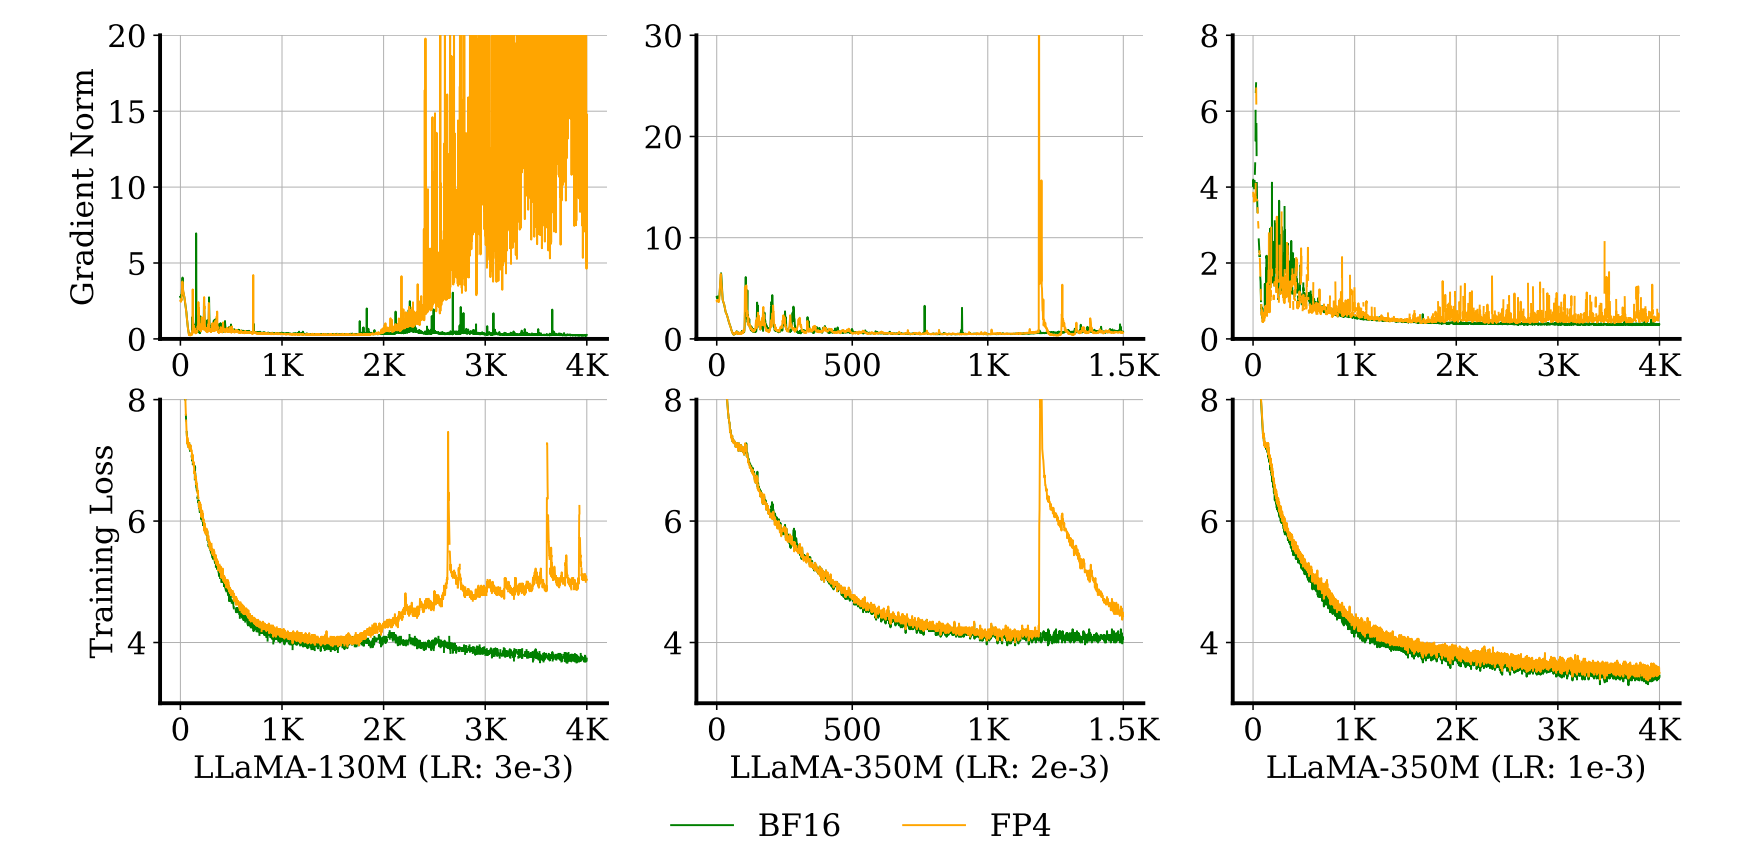 20
15
10
5
0
Gradient Norm
0 1K 2K 3K 4K
30
20
10
0
0 500 1K 1.5K
8
6
4
2
0
0 1K 2K 3K 4K
8
6
4
Training Loss
0 1K 2K 3K 4K
LLaMA-130M (LR: 3e-3)
8
6
4
0 500 1K 1.5K
LLaMA-350M (LR: 2e-3)
8
6
4
0 1K 2K 3K 4K
LLaMA-350M (LR: 1e-3)
BF16 FP4